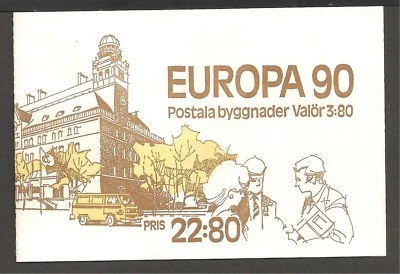 EUROPA 90
Postala byggnader Valör 3:80
PRIS 22:80